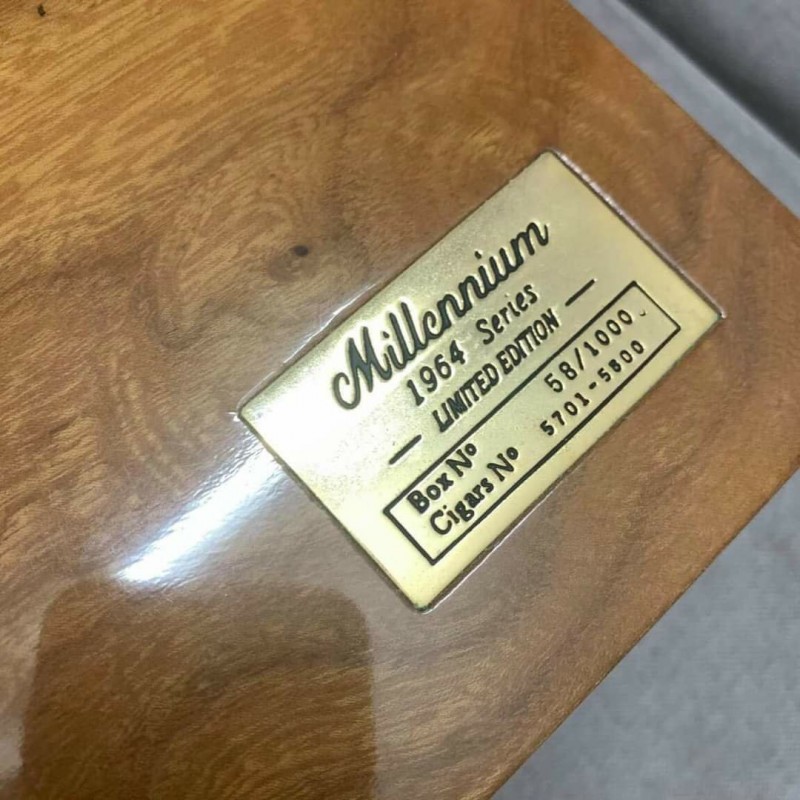 Millennium
1964 Series
LIMITED EDITION
Box Nº 58/1000
Cigars Nº 5701-5800